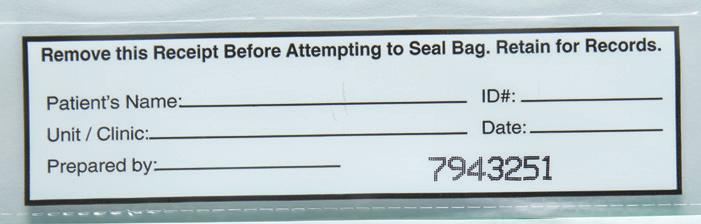 Remove this Receipt Before Attempting to Seal Bag. Retain for Records.
Patient's Name: ID#:
Unit / Clinic: Date:
Prepared by: 7943251